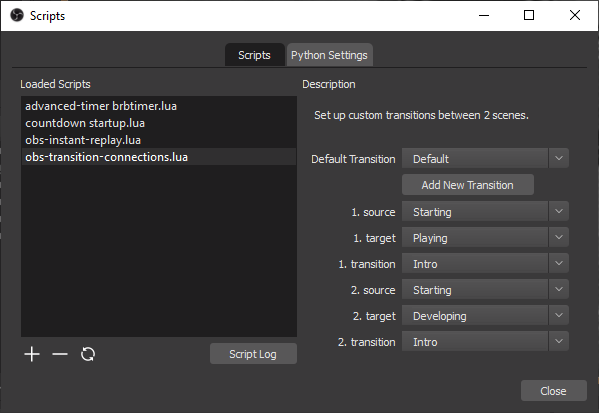 Scripts
Scripts
Python Settings
Loaded Scripts
advanced-timer brbtimer.lua
countdown startup.lua
obs-instant-replay.lua
obs-transition-connections.lua
Script Log
Description
Set up custom transitions between 2 scenes.
Default Transition Default
Add New Transition
1. source Starting
1. target Playing
1. transition Intro
2. source Starting
2. target Developing
2. transition Intro
Close